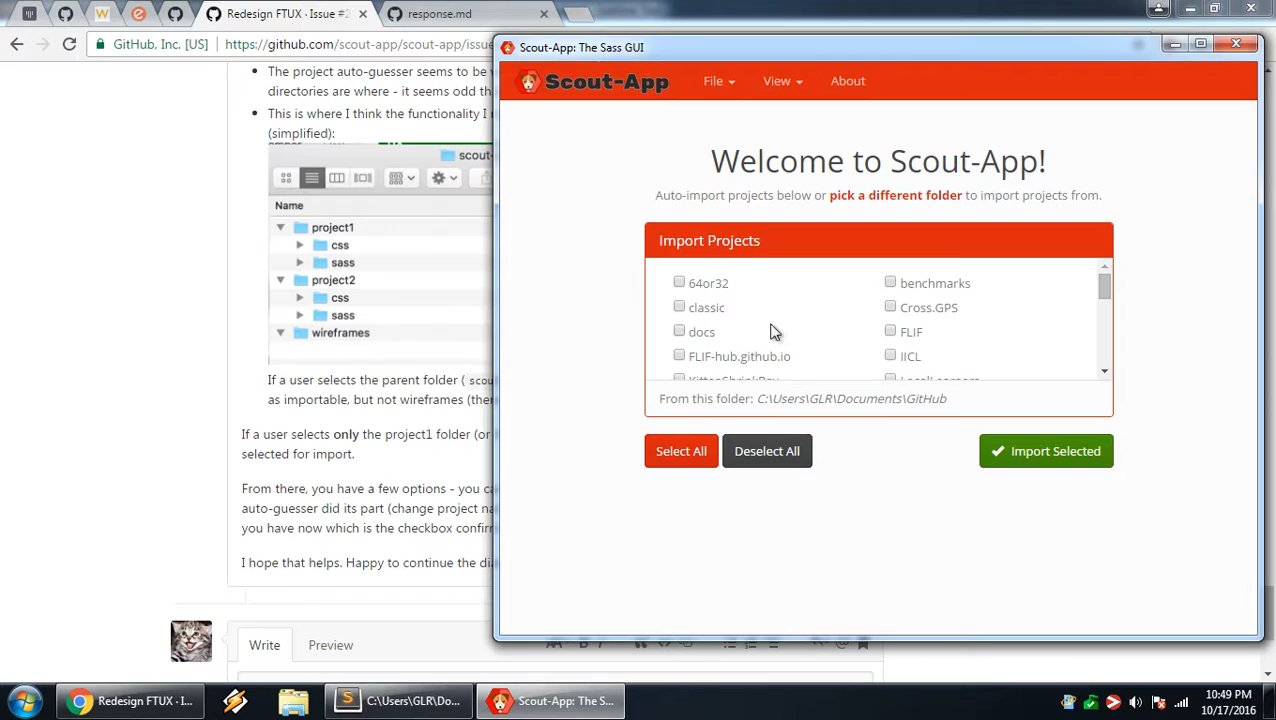 Redesign FTUX · Issue #2
response.md
GitHub, Inc. [US]
https://github.com/scout-app/scout-app/issue
The project auto-guesser seems to be
directories are where - it seems odd th
This is where I think the functionality I
(simplified):
Name
project1
css
sass
project2
css
sass
wireframes
If a user selects the parent folder (
as importable, but not wireframes
If a user selects only the project1 folder (or
selected for import.
From there, you have a few options - you
auto-guesser did its part (change project
you have now which is the checkbox
I hope that helps. Happy to continue the
Write
Preview
Scout-App: The Sass GUI
Scout-App
File
View
About
Welcome to Scout-App!
Auto-import projects below or pick a different folder to import projects from.
Import Projects
64or32
benchmarks
classic
Cross.GPS
docs
FLIF
FLIF-hub.github.io
IICL
From this folder: C:\Users\GLR\Documents\GitHub
Select All
Deselect All
Import Selected
Redesign FTUX · I...
C:\Users\GLR\Do...
Scout-App: The S...
10:49 PM
10/17/2016